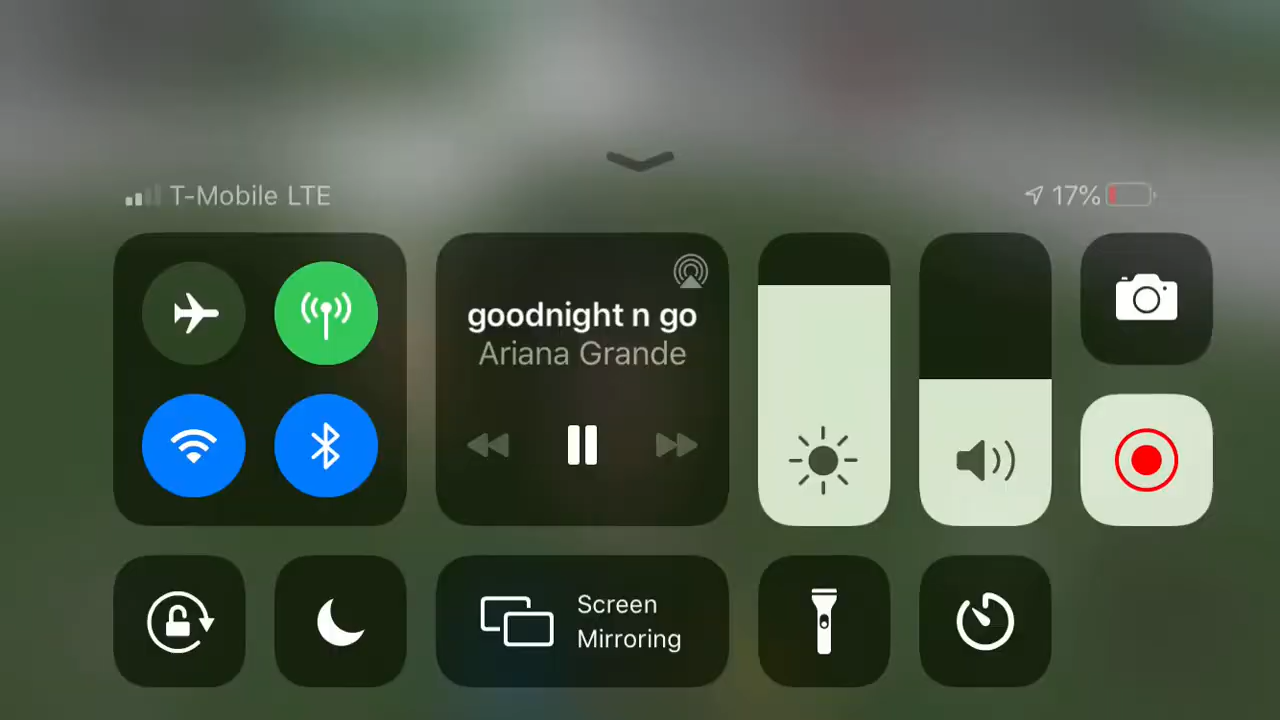 T-Mobile LTE
17%
goodnight n go
Ariana Grande
Screen
Mirroring